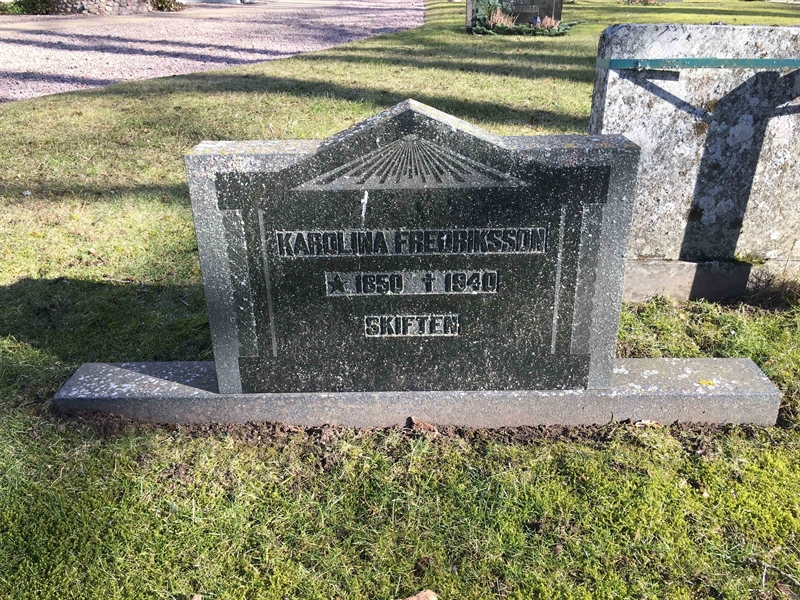 KAROLINA FREDRIKSSON
★ 1850 † 1940
SKIFTEN